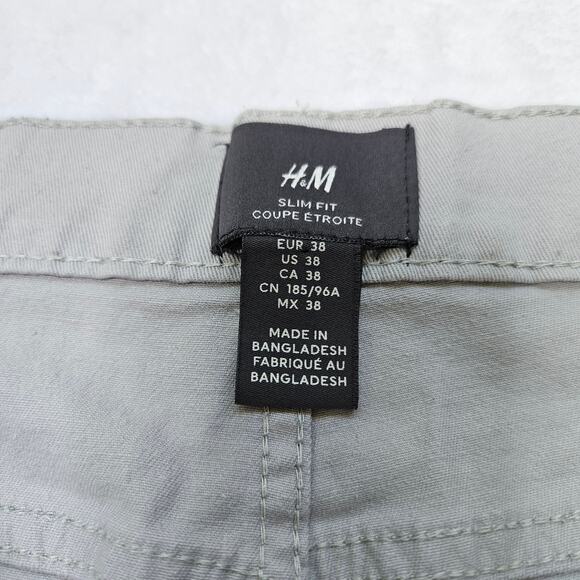 H&M
SLIM FIT
COUPE ÉTROITE
EUR 38
US 38
CA 38
CN 185/96A
MX 38
MADE IN
BANGLADESH
FABRIQUÉ AU
BANGLADESH